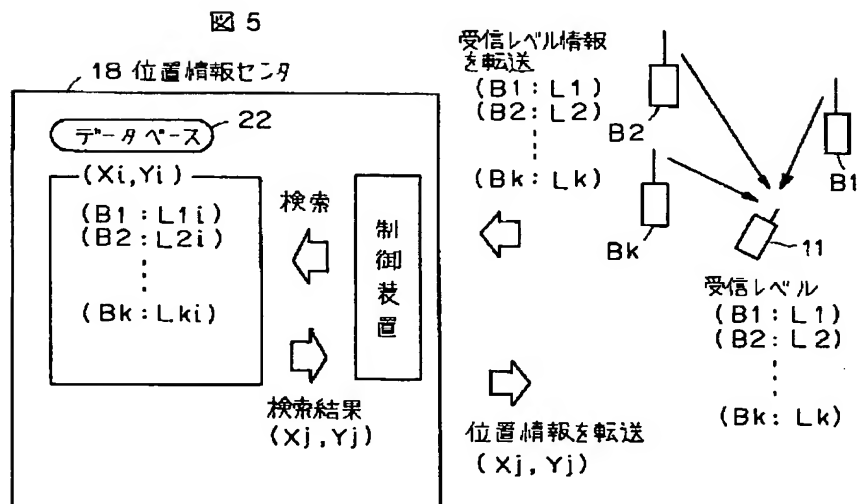 図 5
18 位置情報センタ
データベース
22
(Xi,Yi)
(B1:L1i)
(B2:L2i)
(Bk:Lki)
検索
検索結果
(Xj,Yj)
制御装置
受信レベル情報
を転送
(B1:L1)
(B2:L2)
(Bk:Lk)
B2
B1
Bk
11
受信レベル
(B1:L1)
(B2:L2)
(Bk:Lk)
位置情報を転送
(Xj,Yj)